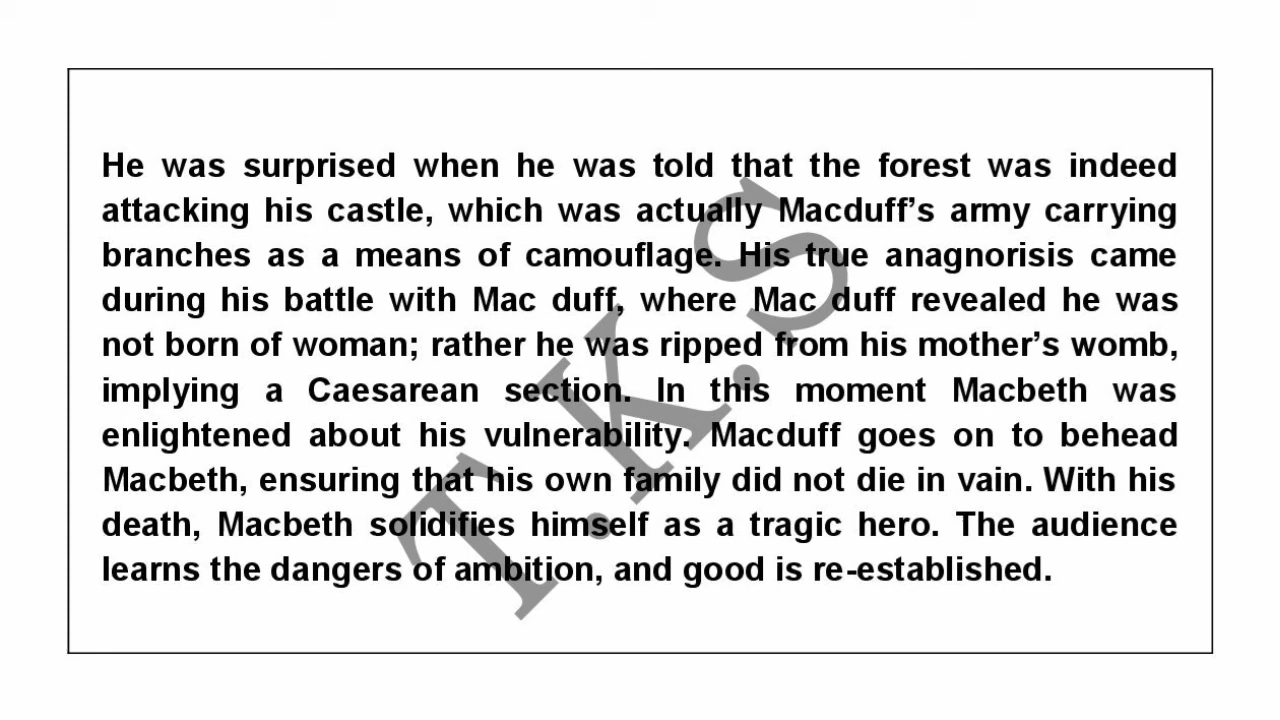 He was surprised when he was told that the forest was indeed
attacking his castle, which was actually Macduff’s army carrying
branches as a means of camouflage. His true anagnorisis came
during his battle with Mac duff, where Mac duff revealed he was
not born of woman; rather he was ripped from his mother’s womb,
implying a Caesarean section. In this moment Macbeth was
enlightened about his vulnerability. Macduff goes on to behead
Macbeth, ensuring that his own family did not die in vain. With his
death, Macbeth solidifies himself as a tragic hero. The audience
learns the dangers of ambition, and good is re-established.
T.K.S